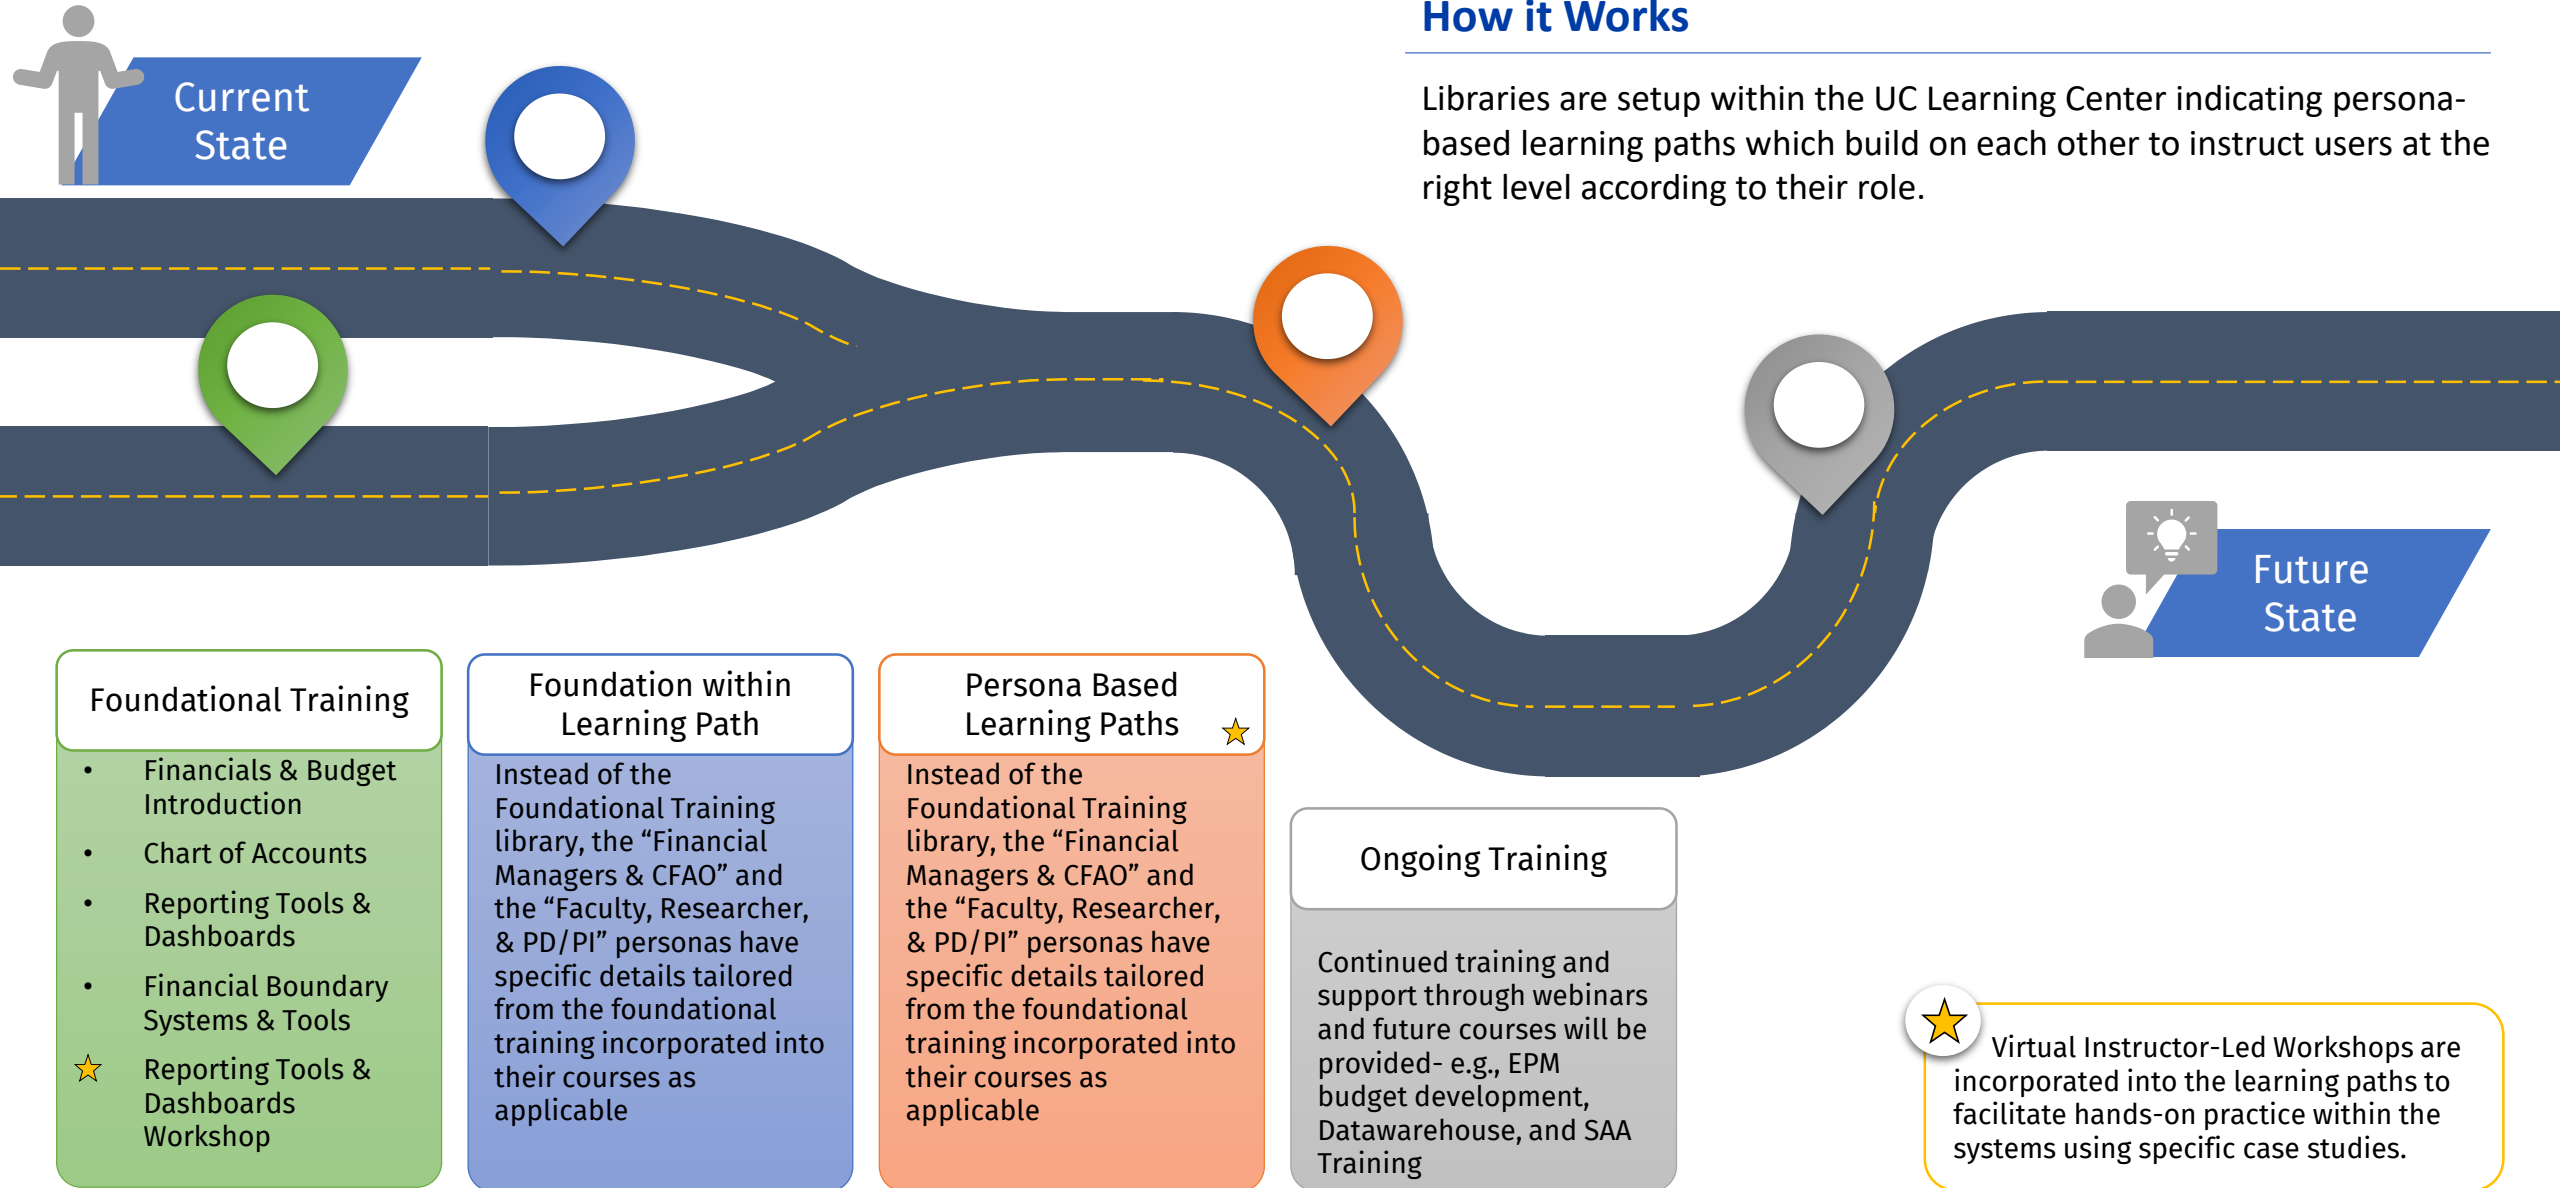 How it Works
Libraries are setup within the UC Learning Center indicating persona-
based learning paths which build on each other to instruct users at the
right level according to their role.
Current
State
Future
State
Foundational Training
• Financials & Budget
Introduction
• Chart of Accounts
• Reporting Tools &
Dashboards
• Financial Boundary
Systems & Tools
Reporting Tools &
Dashboards
Workshop
Foundation within
Learning Path
Instead of the
Foundational Training
library, the “Financial
Managers & CFAO” and
the “Faculty, Researcher,
& PD/PI” personas have
specific details tailored
from the foundational
training incorporated into
their courses as
applicable
Persona Based
Learning Paths
Instead of the
Foundational Training
library, the “Financial
Managers & CFAO” and
the “Faculty, Researcher,
& PD/PI” personas have
specific details tailored
from the foundational
training incorporated into
their courses as
applicable
Ongoing Training
Continued training and
support through webinars
and future courses will be
provided- e.g., EPM
budget development,
Datawarehouse, and SAA
Training
Virtual Instructor-Led Workshops are
incorporated into the learning paths to
facilitate hands-on practice within the
systems using specific case studies.